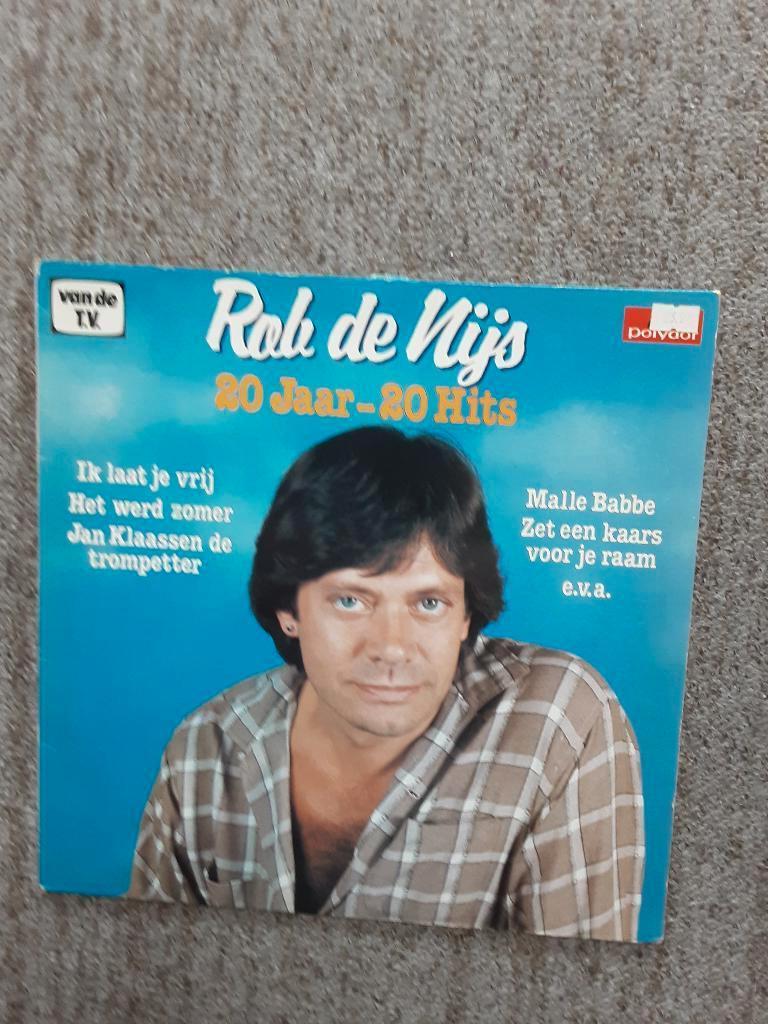 van de
T.V.
Rob de Nijs
polydor
20 Jaar-20 Hits
Ik laat je vrij
Het werd zomer
Jan Klaassen de
trompetter
Malle Babbe
Zet een kaars
voor je raam
e.v.a.